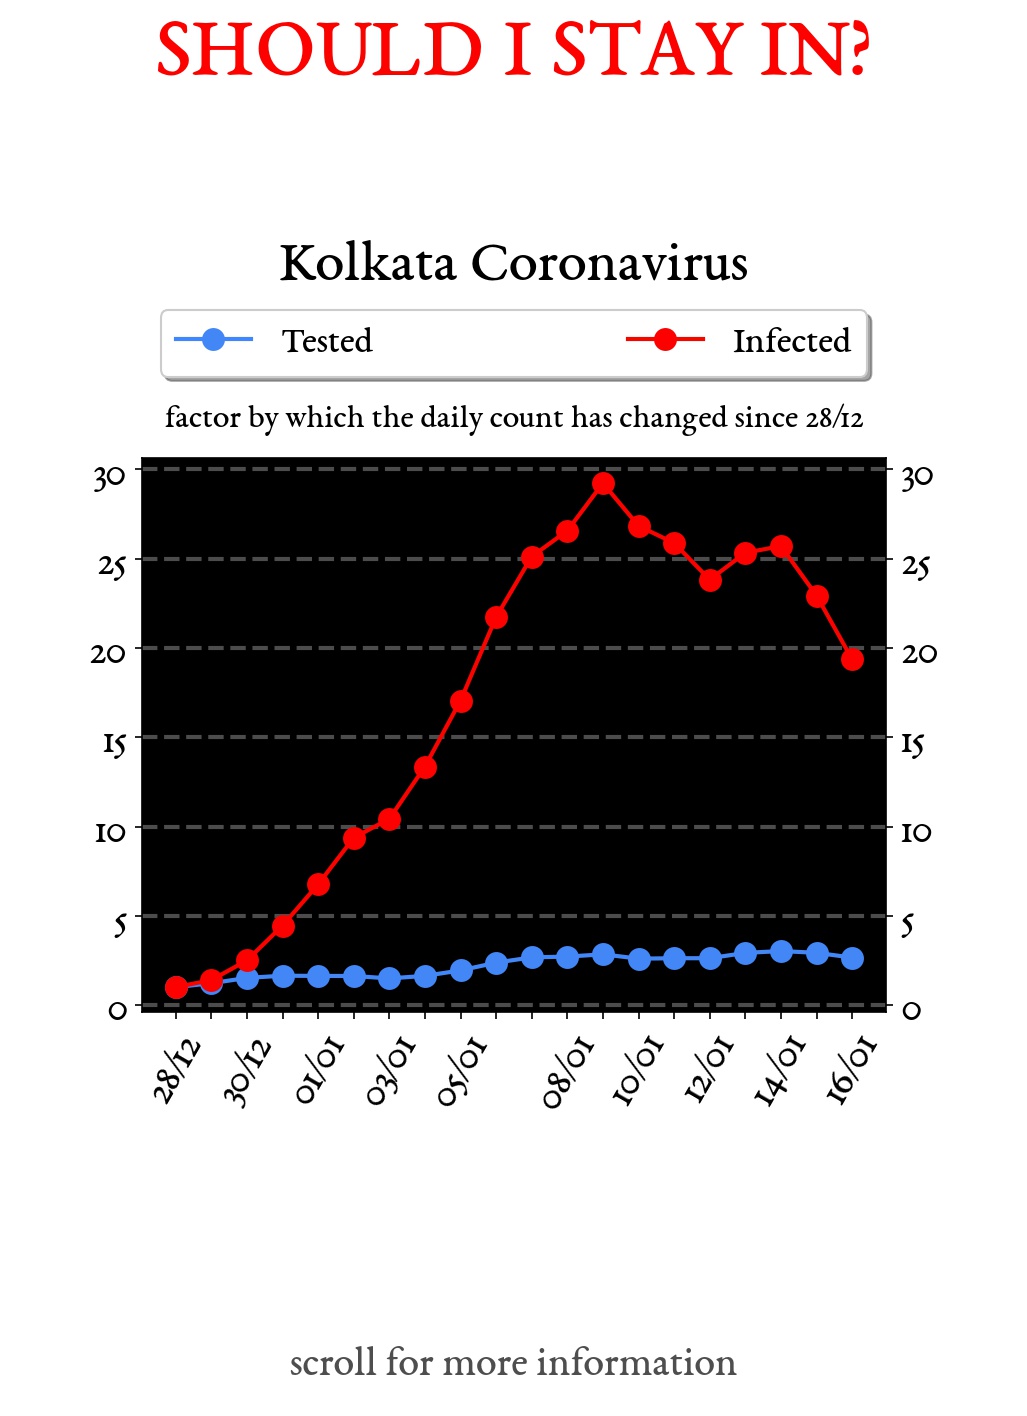 SHOULD I STAY IN?
Kolkata Coronavirus
Tested Infected
factor by which the daily count has changed since 28/12
30 30
25 25
20 20
15 15
10 10
5 5
0 0
28/12 30/12 01/01 03/01 05/01 08/01 10/01 12/01 14/01 16/01
scroll for more information